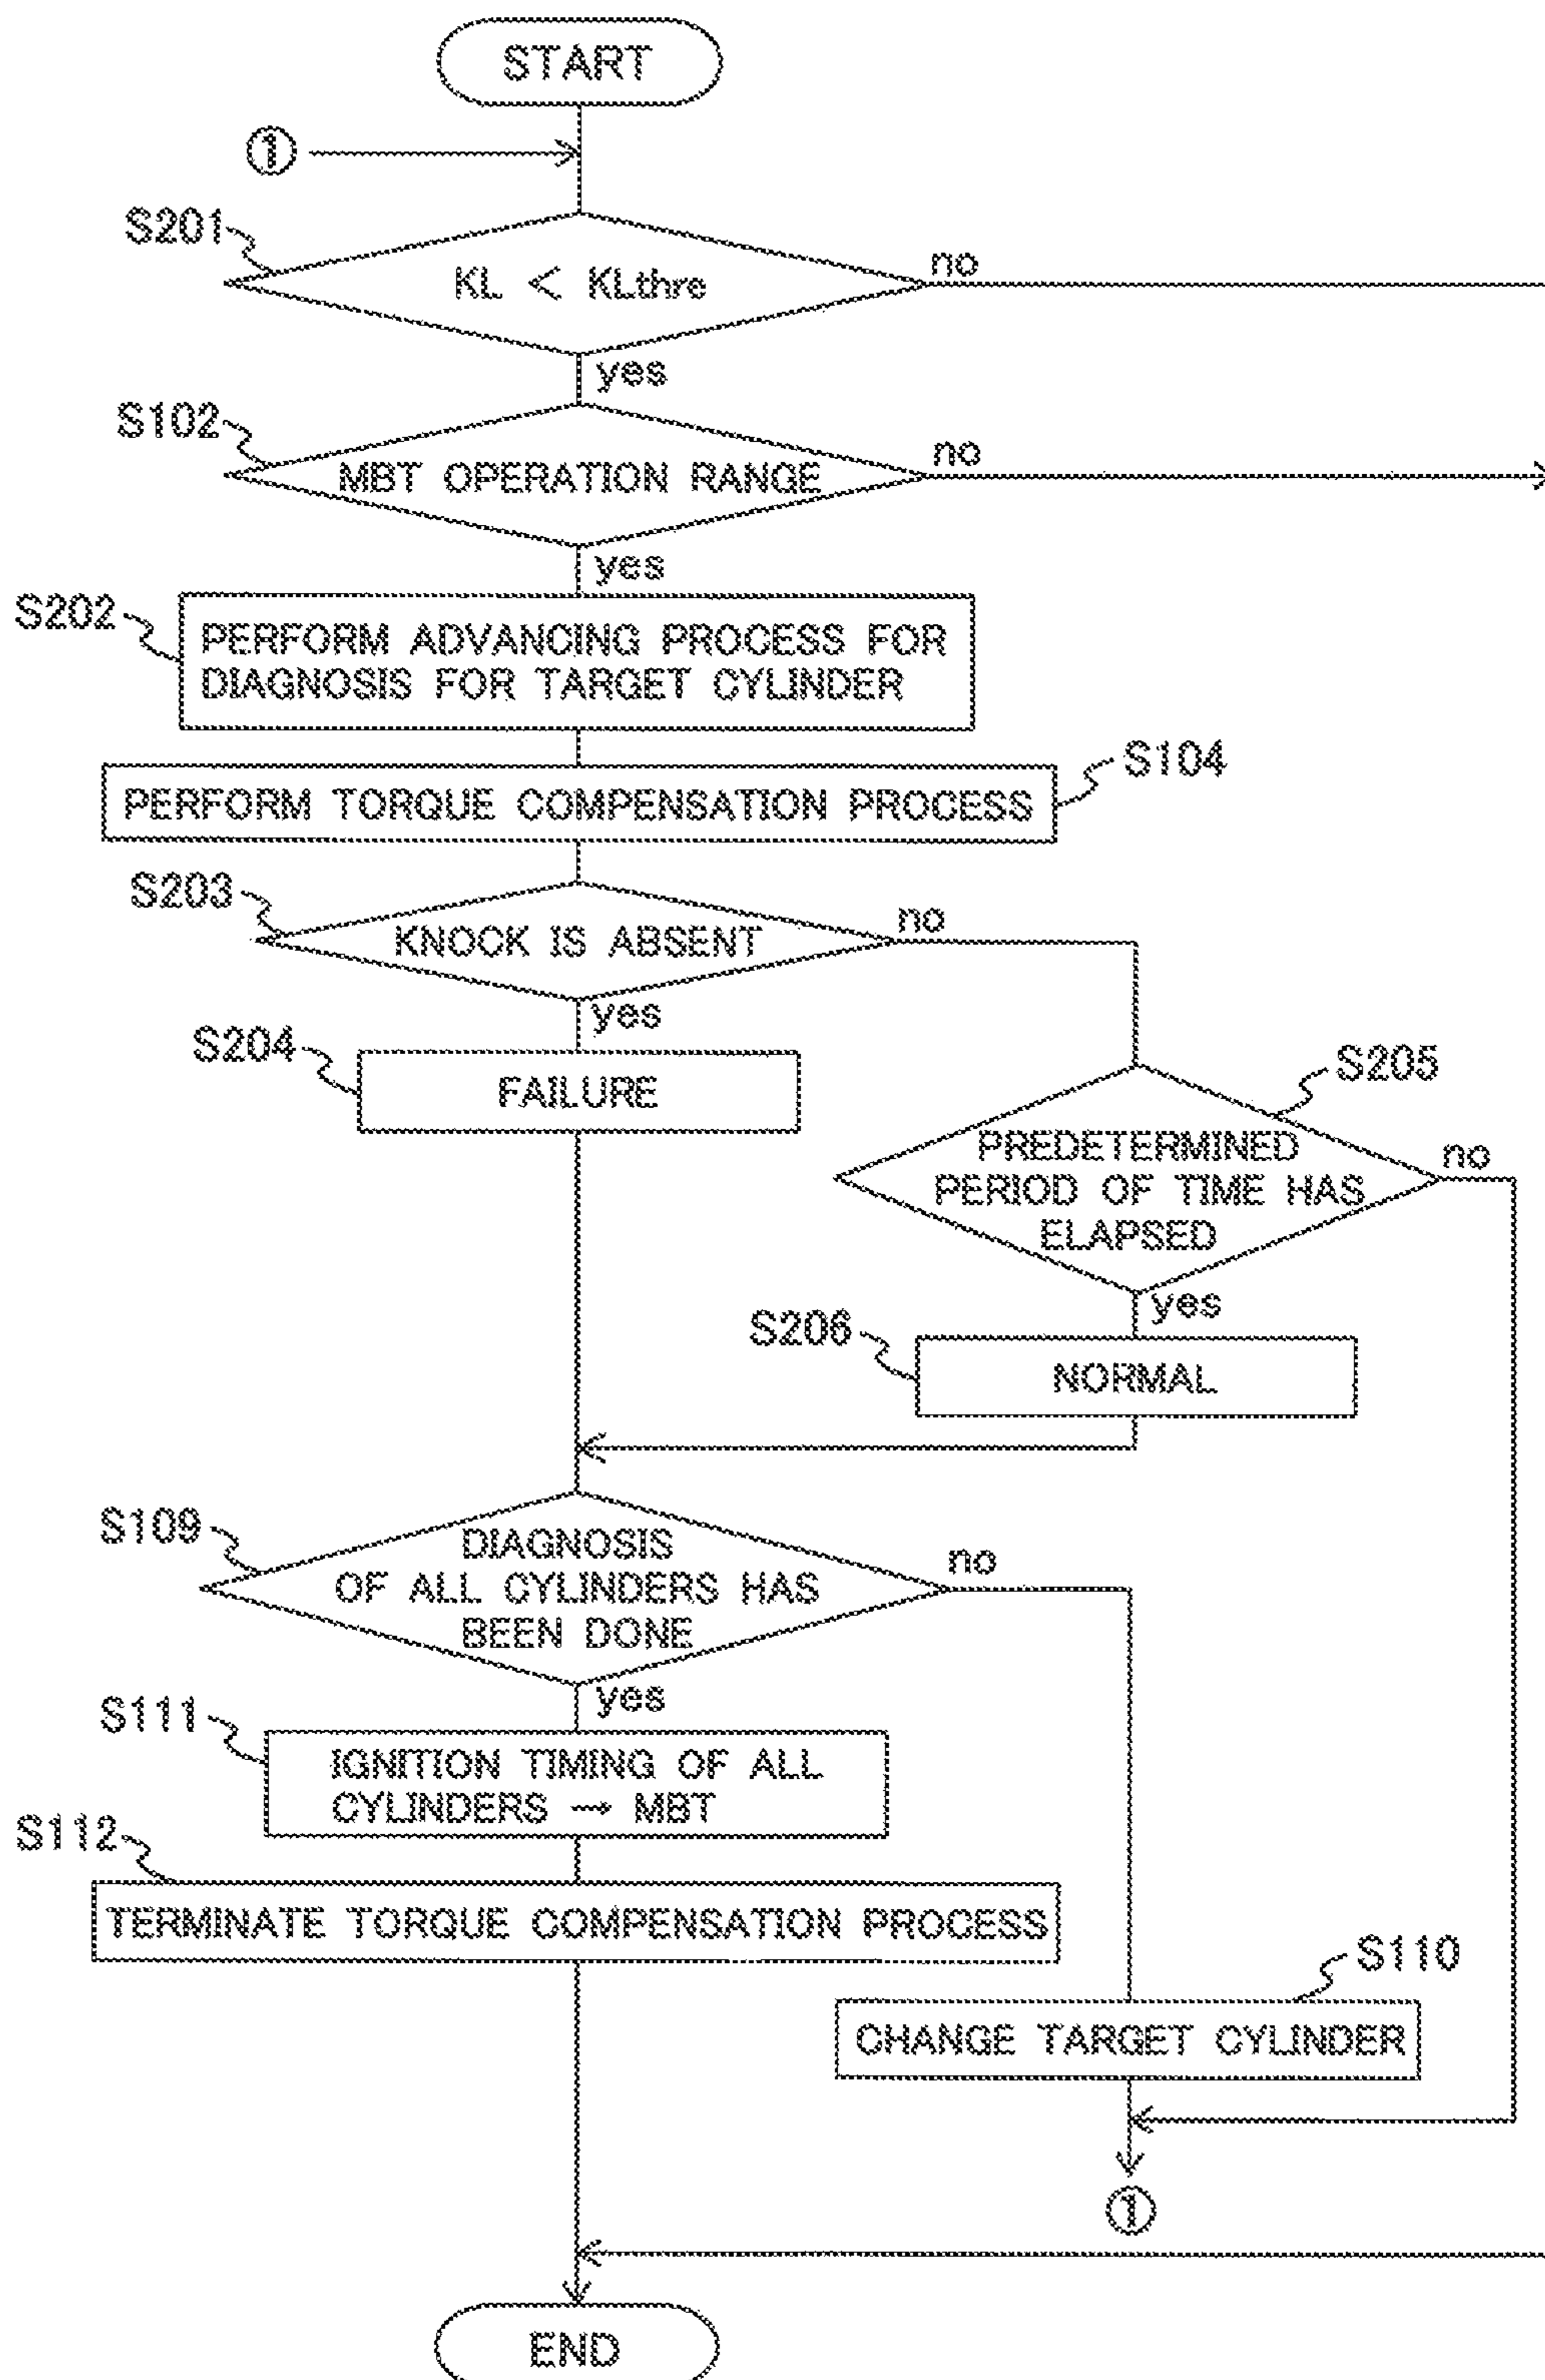 START
①
S201
KL < KLthre
no
yes
S102
MBT OPERATION RANGE
no
yes
S202
PERFORM ADVANCING PROCESS FOR
DIAGNOSIS FOR TARGET CYLINDER
S104
PERFORM TORQUE COMPENSATION PROCESS
S203
KNOCK IS ABSENT
no
yes
S204
FAILURE
S205
PREDETERMINED
PERIOD OF TIME HAS
ELAPSED
no
yes
S206
NORMAL
S109
DIAGNOSIS
OF ALL CYLINDERS HAS
BEEN DONE
no
yes
S111
IGNITION TIMING OF ALL
CYLINDERS → MBT
S112
TERMINATE TORQUE COMPENSATION PROCESS
S110
CHANGE TARGET CYLINDER
①
END